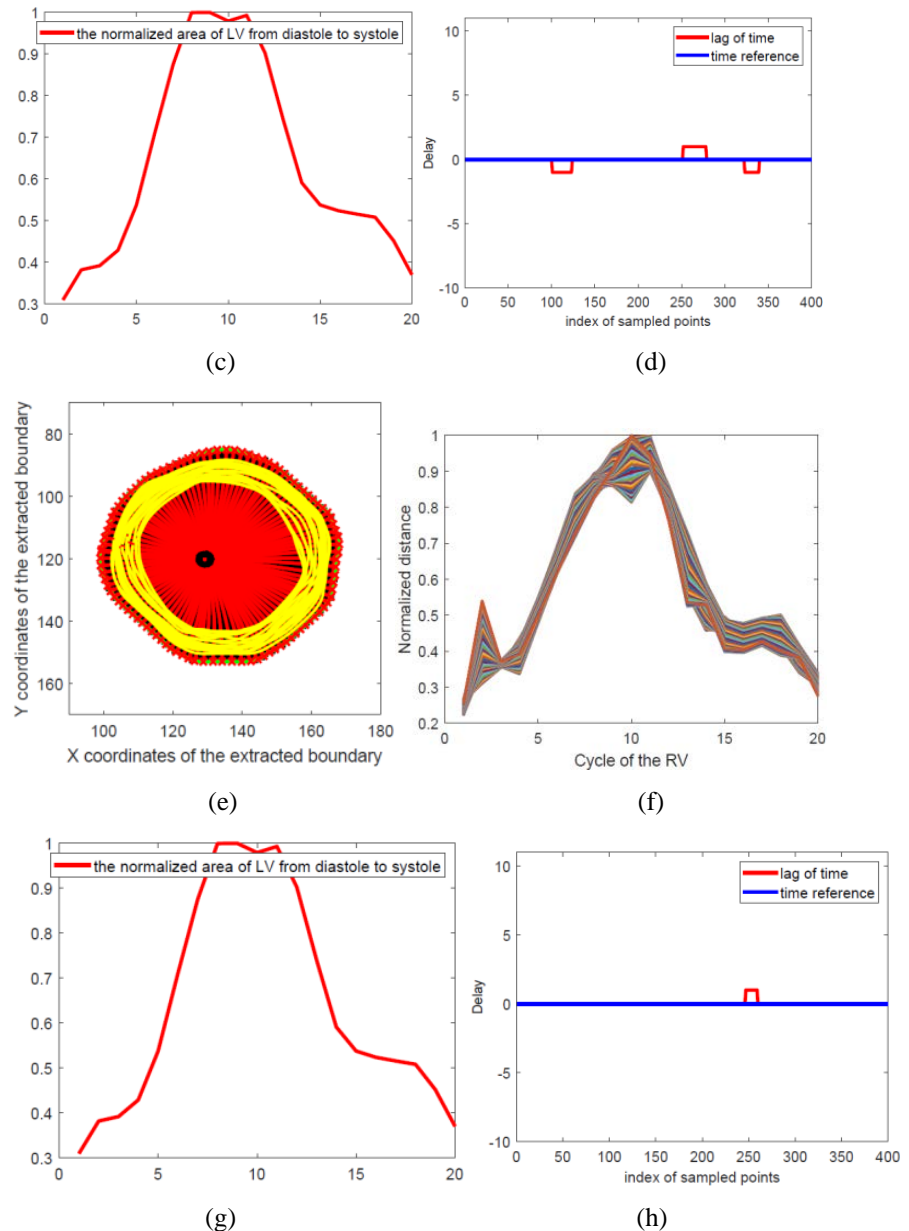 1
0.9
0.8
0.7
0.6
0.5
0.4
0.3
0 5 10 15 20
the normalized area of LV from diastole to systole
(c)
10
5
0
-5
-10
Delay
0 50 100 150 200 250 300 350 400
index of sampled points
lag of time
time reference
(d)
Y coordinates of the extracted boundary
80
100
120
140
160
100 120 140 160 180
X coordinates of the extracted boundary
(e)
Normalized distance
1
0.9
0.8
0.7
0.6
0.5
0.4
0.3
0.2
0 5 10 15 20
Cycle of the RV
(f)
1
0.9
0.8
0.7
0.6
0.5
0.4
0.3
0 5 10 15 20
the normalized area of LV from diastole to systole
(g)
10
5
0
-5
-10
Delay
0 50 100 150 200 250 300 350 400
index of sampled points
lag of time
time reference
(h)